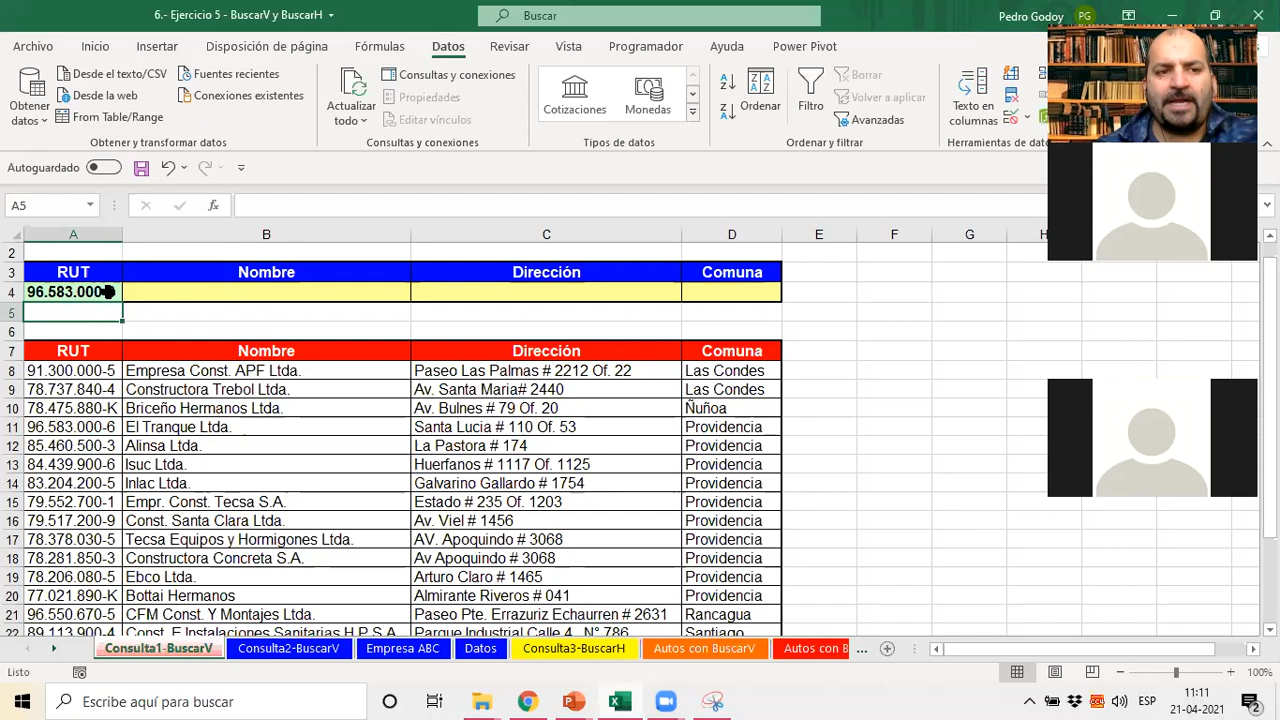 6.- Ejercicio 5 - BuscarV y BuscarH
Buscar
Pedro Godoy
PG
Archivo Inicio Insertar Disposición de página Fórmulas Datos Revisar Vista Programador Ayuda Power Pivot
Obtener datos
Desde el texto/CSV
Desde la web
From Table/Range
Fuentes recientes
Conexiones existentes
Obtener y transformar datos
Actualizar todo
Consultas y conexiones
Propiedades
Editar vínculos
Consultas y conexiones
Cotizaciones
Monedas
Tipos de datos
Ordenar
Filtro
Borrar
Volver a aplicar
Avanzadas
Ordenar y filtrar
Texto en columnas
Herramientas de
Autoguardado
A5
fx
A B C D E F G H
2
3 RUT Nombre Dirección Comuna
4 96.583.000
5
6
7 RUT Nombre Dirección Comuna
8 91.300.000-5 Empresa Const. APF Ltda. Paseo Las Palmas # 2212 Of. 22 Las Condes
9 78.737.840-4 Constructora Trebol Ltda. Av. Santa Maria# 2440 Las Condes
10 78.475.880-K Briceño Hermanos Ltda. Av. Bulnes # 79 Of. 20 Ñuñoa
11 96.583.000-6 El Tranque Ltda. Santa Lucia # 110 Of. 53 Providencia
12 85.460.500-3 Alinsa Ltda. La Pastora # 174 Providencia
13 84.439.900-6 Isuc Ltda. Huerfanos # 1117 Of. 1125 Providencia
14 83.204.200-5 Inlac Ltda. Galvarino Gallardo # 1754 Providencia
15 79.552.700-1 Empr. Const. Tecsa S.A. Estado # 235 Of. 1203 Providencia
16 79.517.200-9 Const. Santa Clara Ltda. Av. Viel # 1456 Providencia
17 78.378.030-5 Tecsa Equipos y Hormigones Ltda. AV. Apoquindo # 3068 Providencia
18 78.281.850-3 Constructora Concreta S.A. Av Apoquindo # 3068 Providencia
19 78.206.080-5 Ebco Ltda. Arturo Claro # 1465 Providencia
20 77.021.890-K Bottai Hermanos Almirante Riveros # 041 Providencia
21 96.550.670-5 CFM Const. Y Montajes Ltda. Paseo Pte. Errazuriz Echaurren # 2631 Rancagua
22 89.113.900-4 Const. E Instalaciones Sanitarias H.P.S.A. Parque Industrial Calle 4, N° 786 Santiago
Consulta1-BuscarV Consulta2-BuscarV Empresa ABC Datos Consulta3-BuscarH Autos con BuscarV Autos con B ...
Listo
100%
Escribe aquí para buscar
ESP
11:11
21-04-2021
2